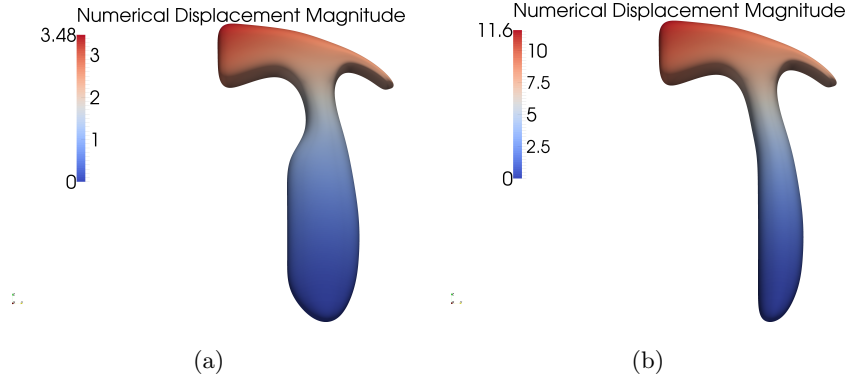 Numerical Displacement Magnitude
3.48
3
2
1
0
(a)
Numerical Displacement Magnitude
11.6
10
7.5
5
2.5
0
(b)